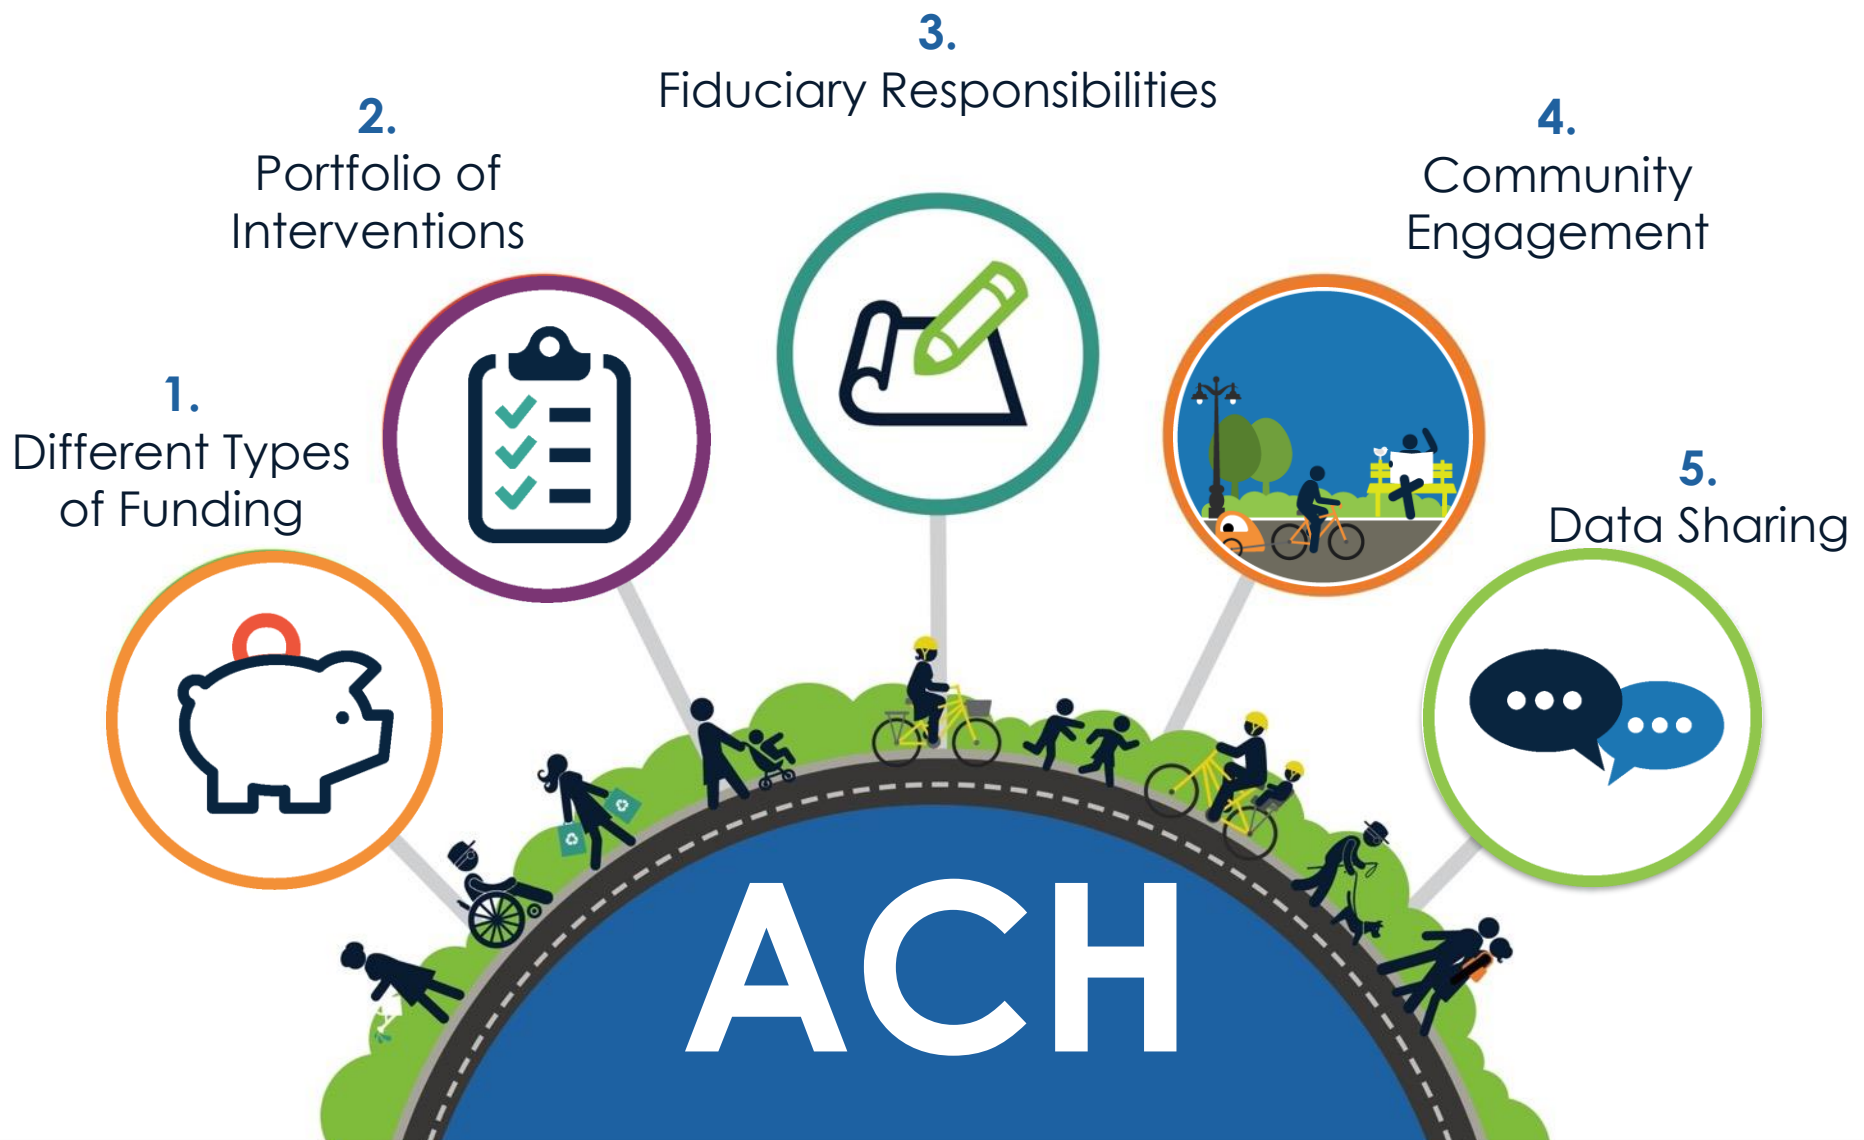 1.
Different Types
of Funding
2.
Portfolio of
Interventions
3.
Fiduciary Responsibilities
4.
Community
Engagement
5.
Data Sharing
ACH